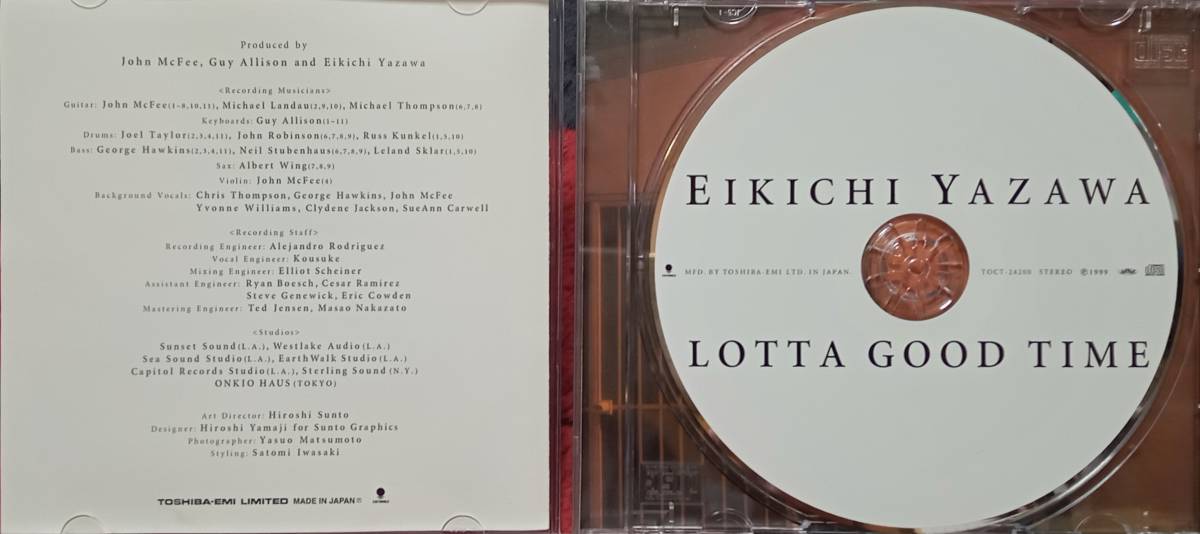 Produced by
John McFee, Guy Allison and Eikichi Yazawa
<Recording Musicians>
Guitar: John McFee(1~8,10,11), Michael Landau(2,9,10), Michael Thompson(6,7,8)
Keyboards: Guy Allison(1~11)
Drums: Joel Taylor(2,3,4,11), John Robinson(6,7,8,9), Russ Kunkel(1,5,10)
Bass: George Hawkins(2,3,4,11), Neil Stubenhaus(6,7,8,9), Leland Sklar(1,5,10)
Sax: Albert Wing(7,8,9)
Violin: John McFee(4)
Background Vocals: Chris Thompson, George Hawkins, John McFee
Yvonne Williams, Clydene Jackson, SueAnn Carwell
<Recording Staff>
Recording Engineer: Alejandro Rodriguez
Vocal Engineer: Kousuke
Mixing Engineer: Elliot Scheiner
Assistant Engineer: Ryan Boesch, Cesar Ramirez
Steve Genewick, Eric Cowden
Mastering Engineer: Ted Jensen, Masao Nakazato
<Studios>
Sunset Sound(L.A.), Westlake Audio(L.A.)
Sea Sound Studio(L.A.), EarthWalk Studio(L.A.)
Capitol Records Studio(L.A.), Sterling Sound(N.Y.)
ONKIO HAUS(TOKYO)
Art Director: Hiroshi Sunto
Designer: Hiroshi Yamaji for Sunto Graphics
Photographer: Yasuo Matsumoto
Styling: Satomi Iwasaki
TOSHIBA-EMI LIMITED MADE IN JAPAN
EIKICHI YAZAWA
MFD. BY TOSHIBA-EMI LTD. IN JAPAN. TOCT-24200 STEREO ℗1999
LOTTA GOOD TIME